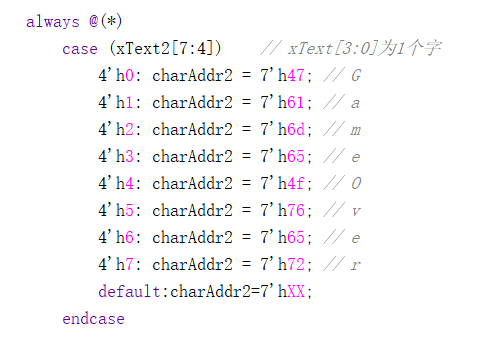 always @(*)
case (xText2[7:4]) // xText[3:0]为1个字
4'h0: charAddr2 = 7'h47; // G
4'h1: charAddr2 = 7'h61; // a
4'h2: charAddr2 = 7'h6d; // m
4'h3: charAddr2 = 7'h65; // e
4'h4: charAddr2 = 7'h4f; // O
4'h5: charAddr2 = 7'h76; // v
4'h6: charAddr2 = 7'h65; // e
4'h7: charAddr2 = 7'h72; // r
default:charAddr2=7'hXX;
endcase